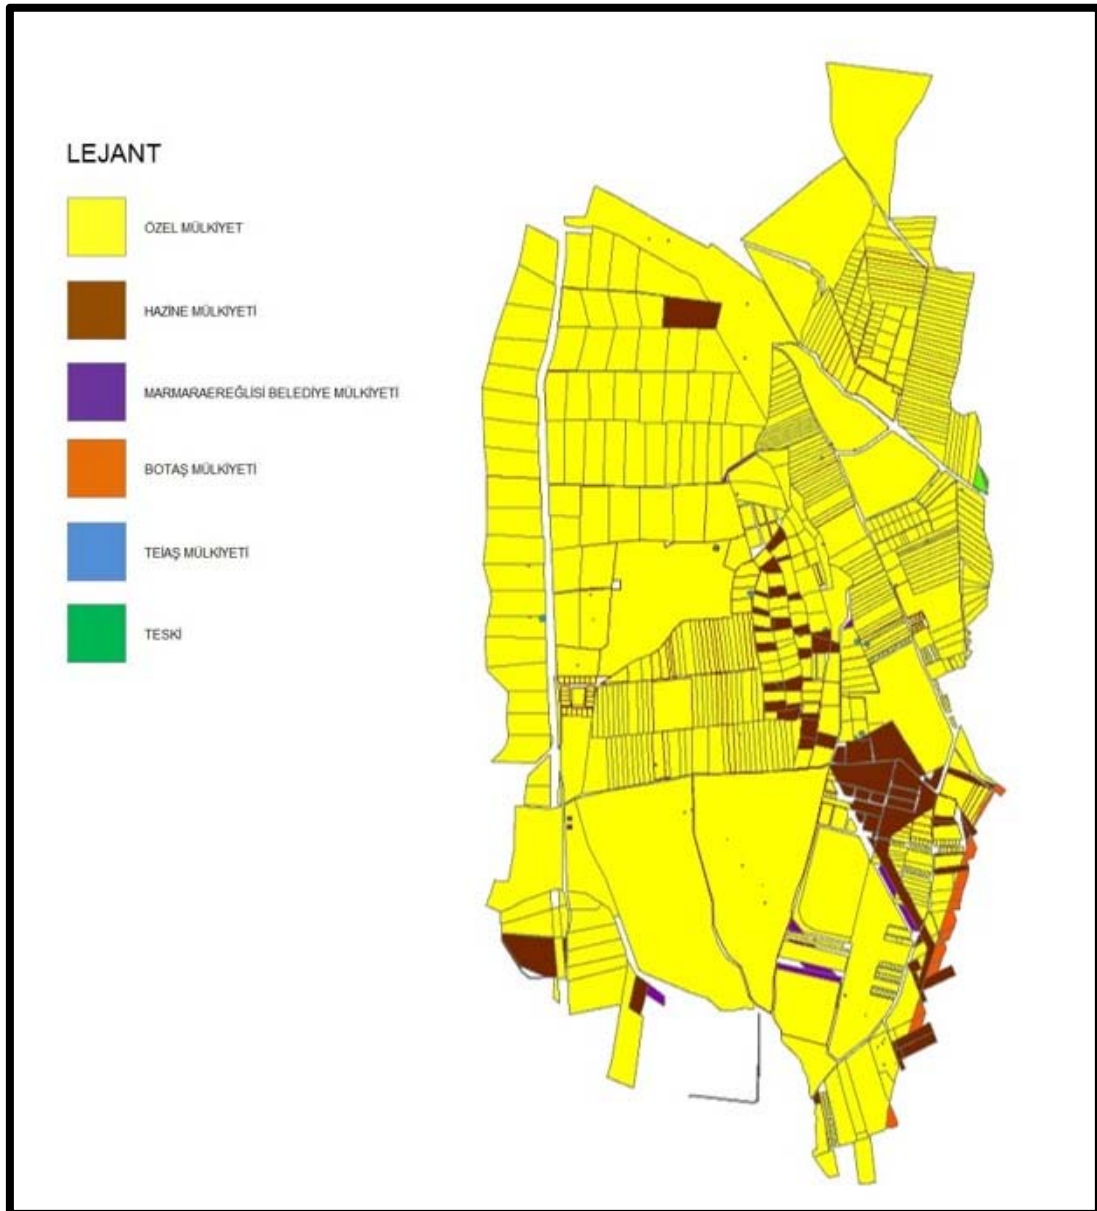 LEJANT
ÖZEL MÜLKİYET
HAZİNE MÜLKİYETİ
MARMARAEREĞLİSİ BELEDİYE MÜLKİYETİ
BOTAŞ MÜLKİYETİ
TEİAŞ MÜLKİYETİ
TESKİ